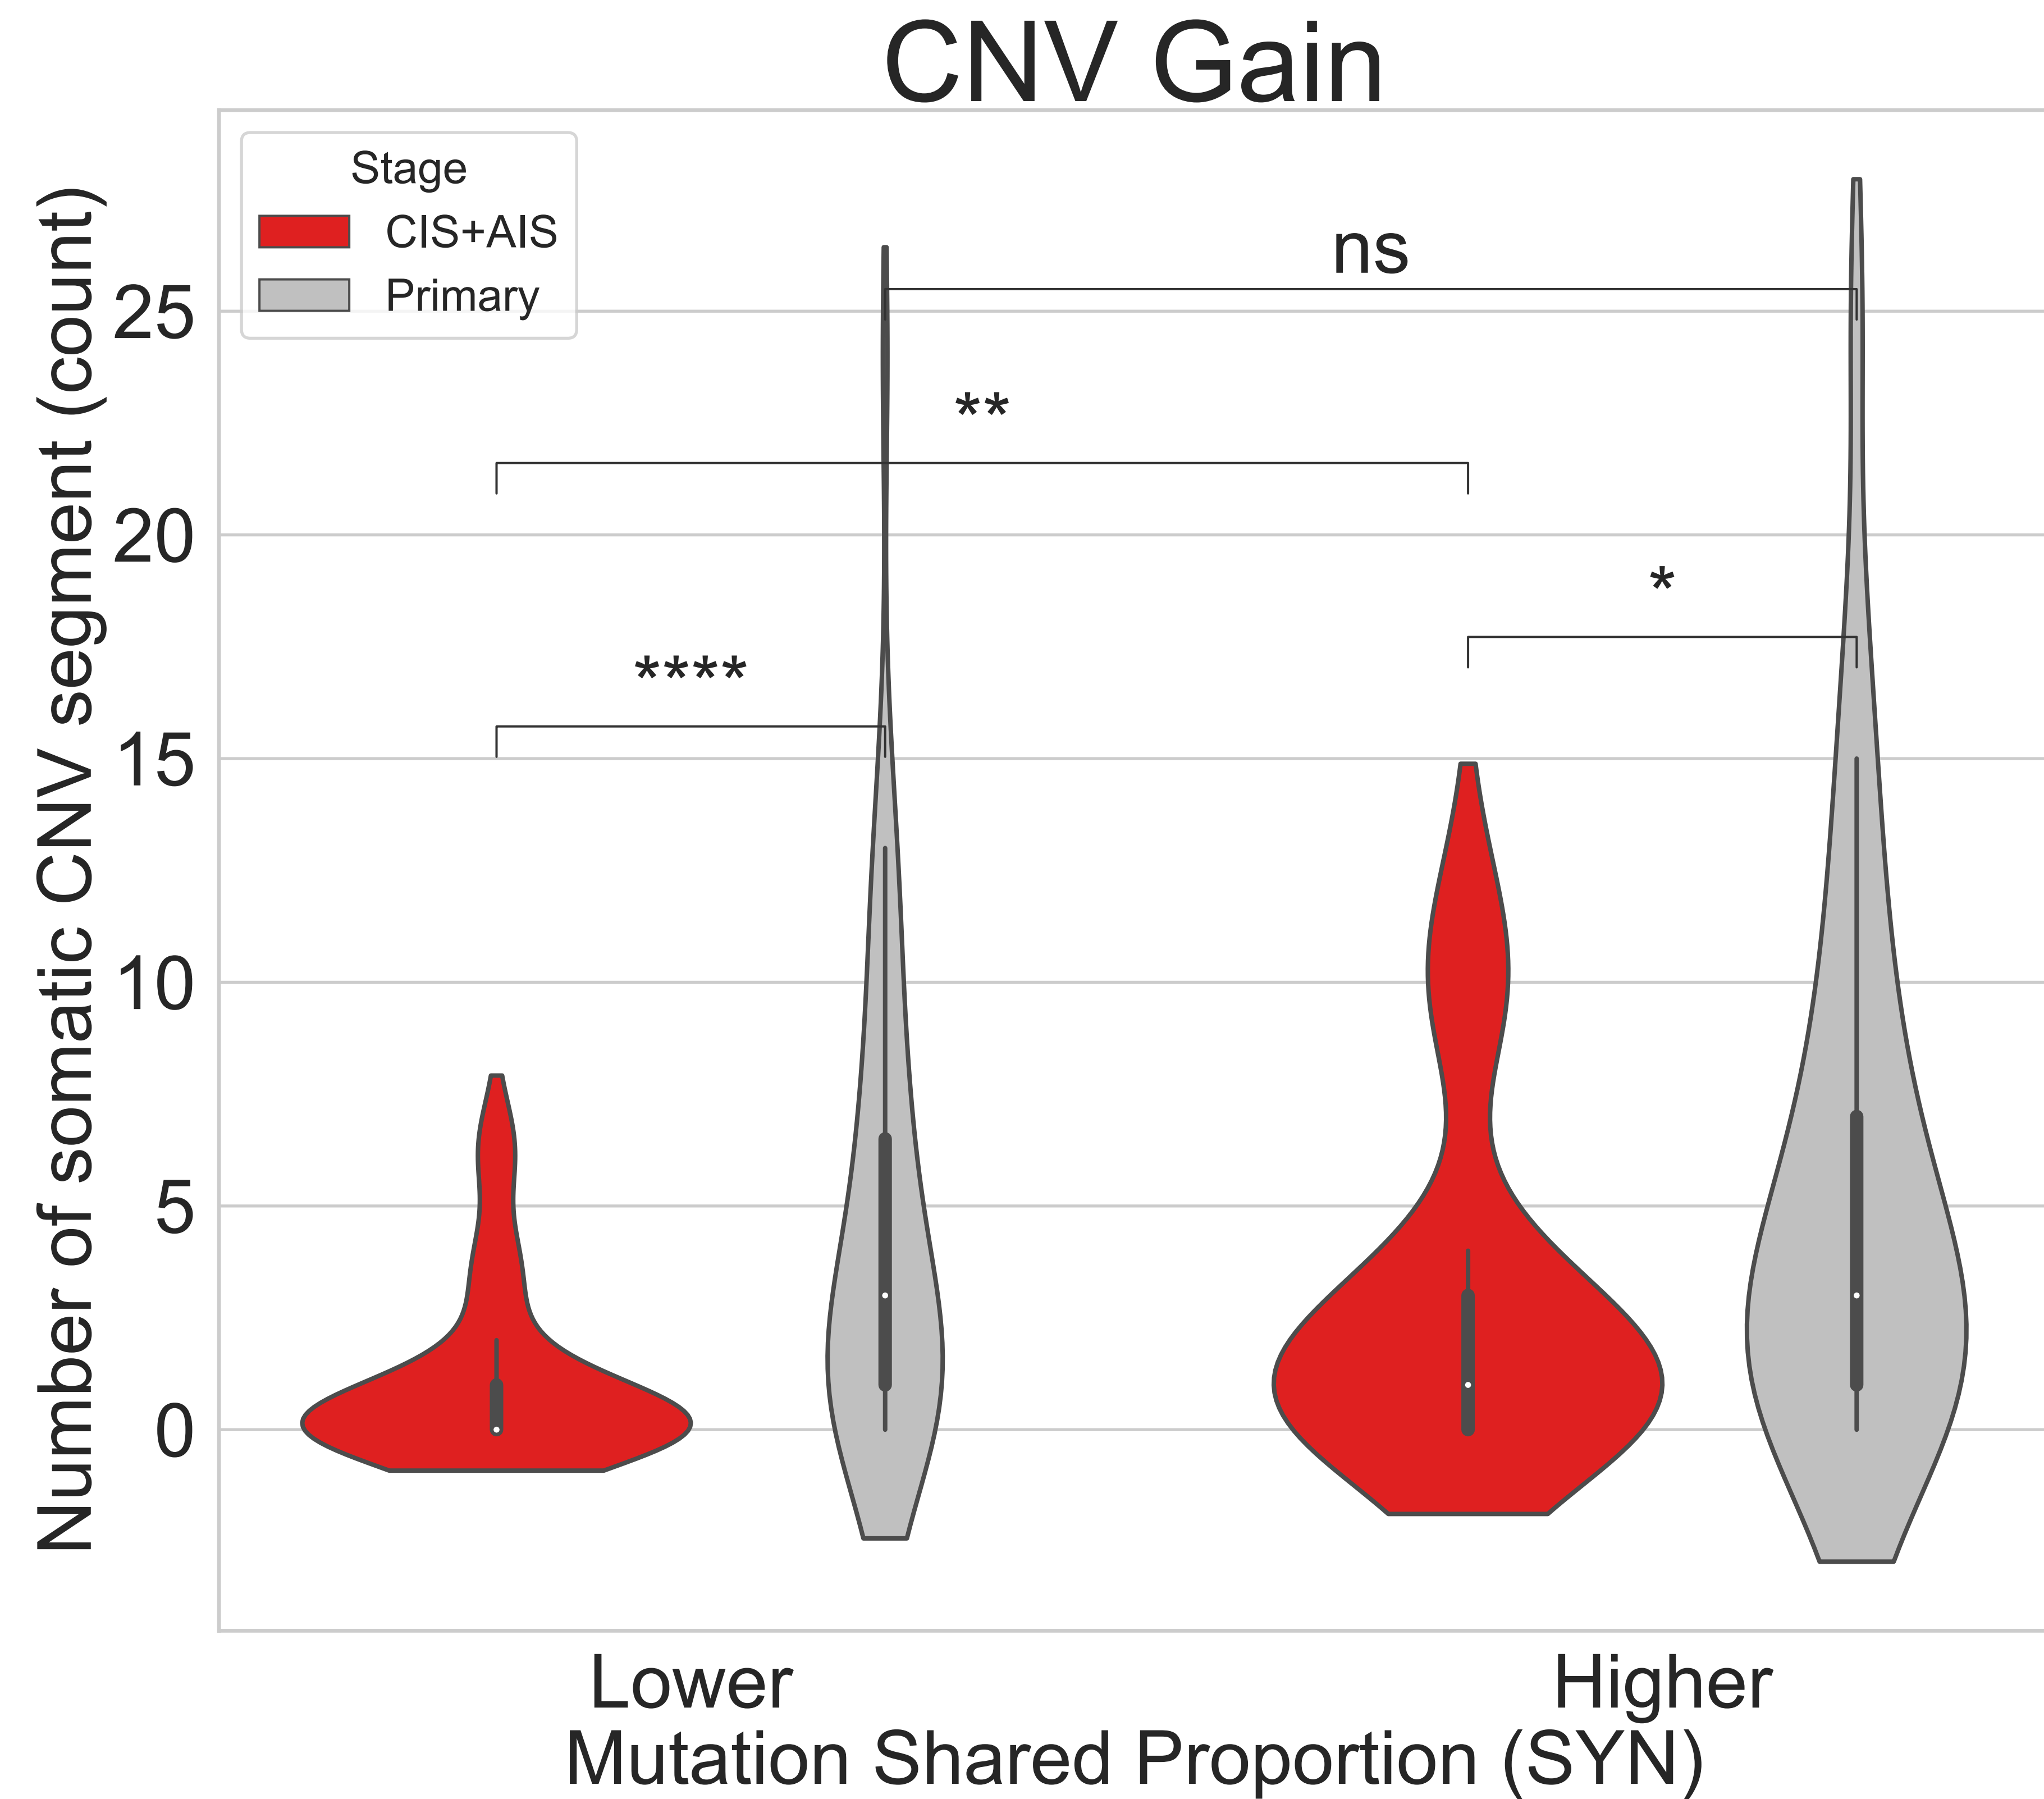 CNV Gain
Stage
CIS+AIS
Primary
Number of somatic CNV segment (count)
25
20
15
10
5
0
ns
**
*
****
Lower
Higher
Mutation Shared Proportion (SYN)